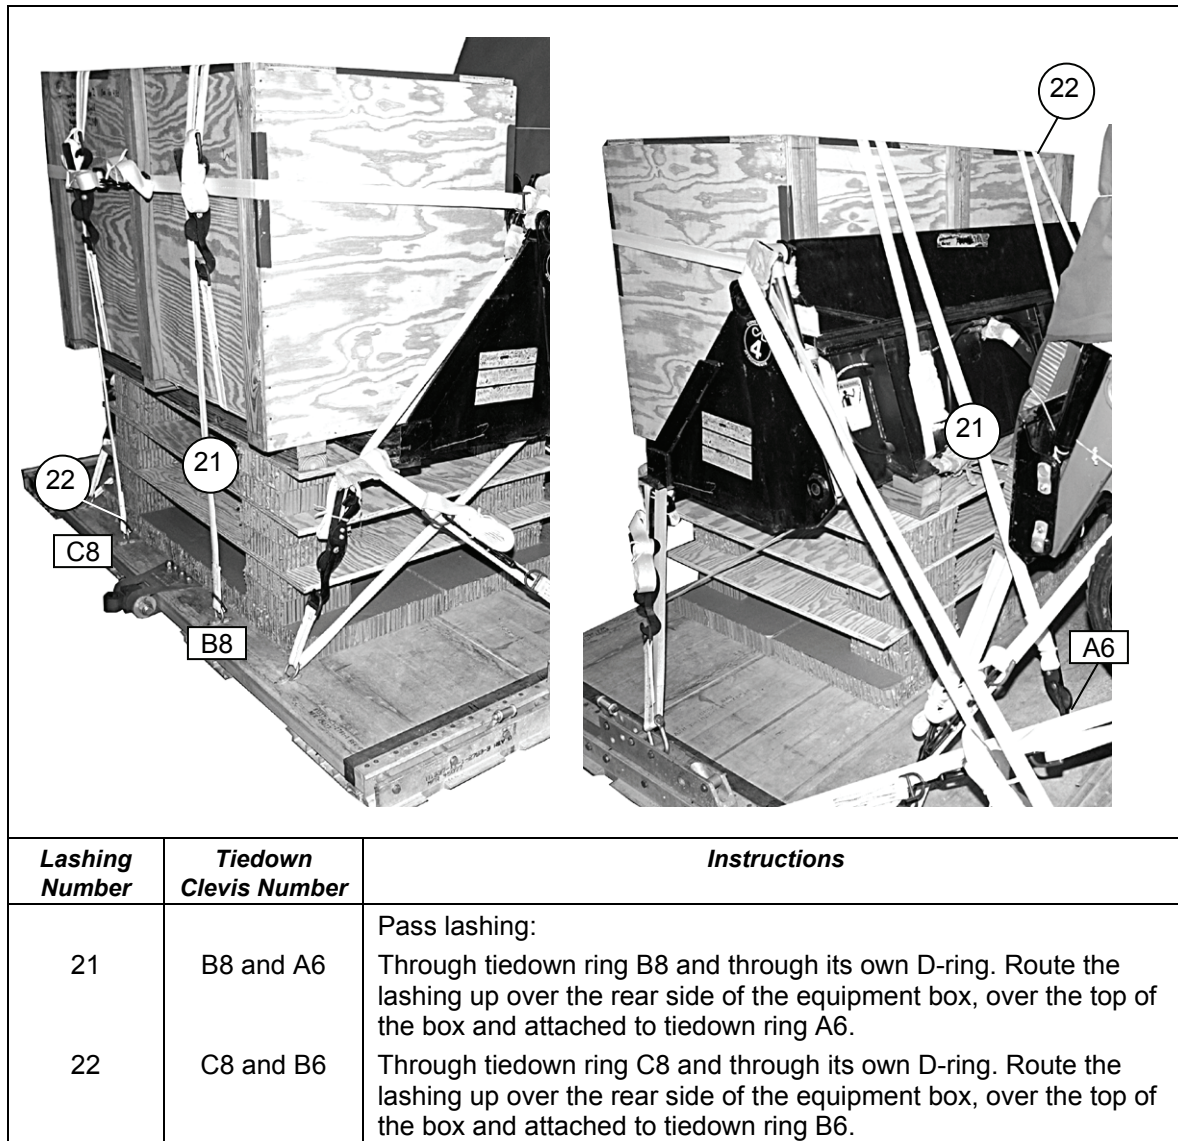 22
21
22
C8
B8
C
4
21
A6
Lashing Number
Tiedown Clevis Number
Instructions
Pass lashing:
21
B8 and A6
Through tiedown ring B8 and through its own D-ring. Route the
lashing up over the rear side of the equipment box, over the top of
the box and attached to tiedown ring A6.
22
C8 and B6
Through tiedown ring C8 and through its own D-ring. Route the
lashing up over the rear side of the equipment box, over the top of
the box and attached to tiedown ring B6.